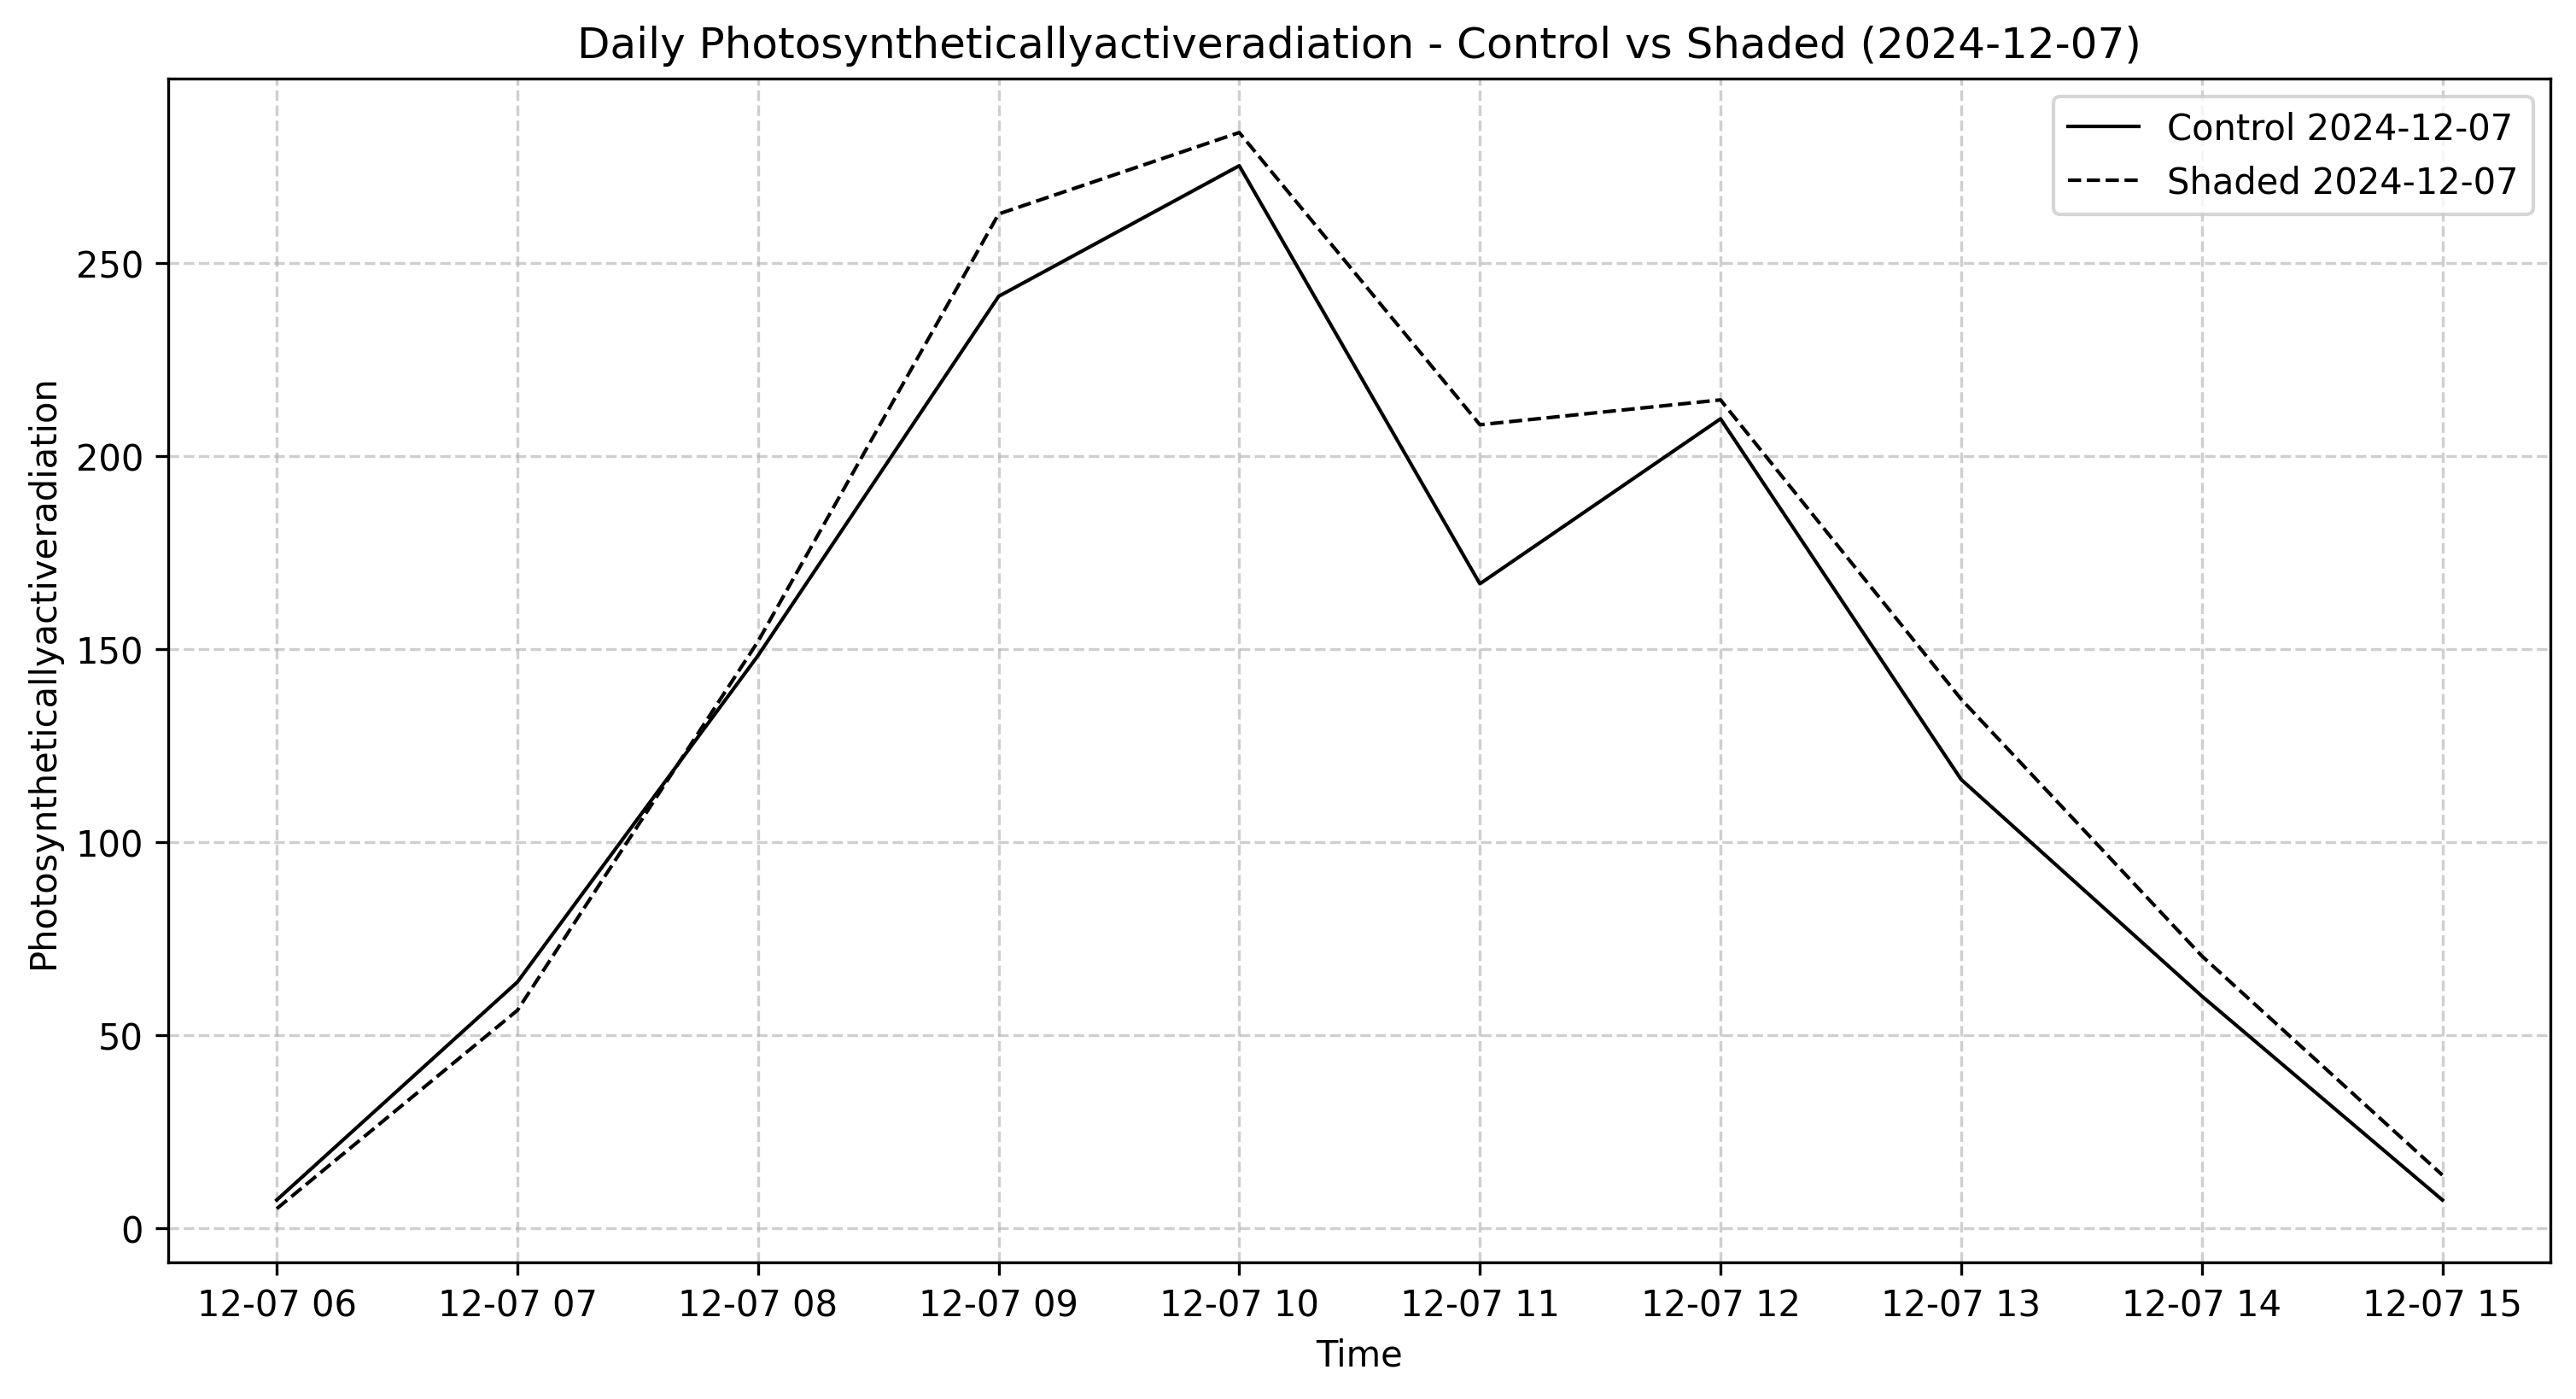 Daily Photosyntheticallyactiveradiation - Control vs Shaded (2024-12-07)
Control 2024-12-07
Shaded 2024-12-07
Photosyntheticallyactiveradiation
250
200
150
100
50
0
12-07 06 12-07 07 12-07 08 12-07 09 12-07 10 12-07 11 12-07 12 12-07 13 12-07 14 12-07 15
Time